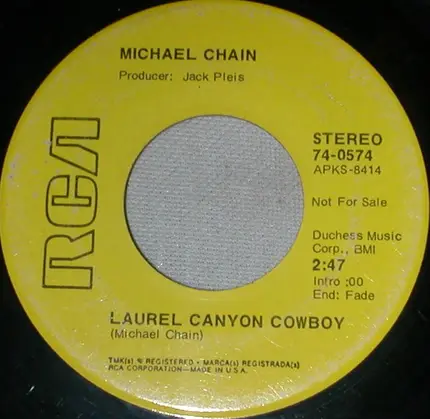 MICHAEL CHAIN
Producer: Jack Pleis
RCA
STEREO
74-0574
APKS-8414
Not For Sale
Duchess Music
Corp., BMI
2:47
Intro ;00
End: Fade
LAUREL CANYON COWBOY
(Michael Chain)
TMK(s) ® REGISTERED • MARCA(s) REGISTRADA(s)
RCA CORPORATION—MADE IN U.S.A.